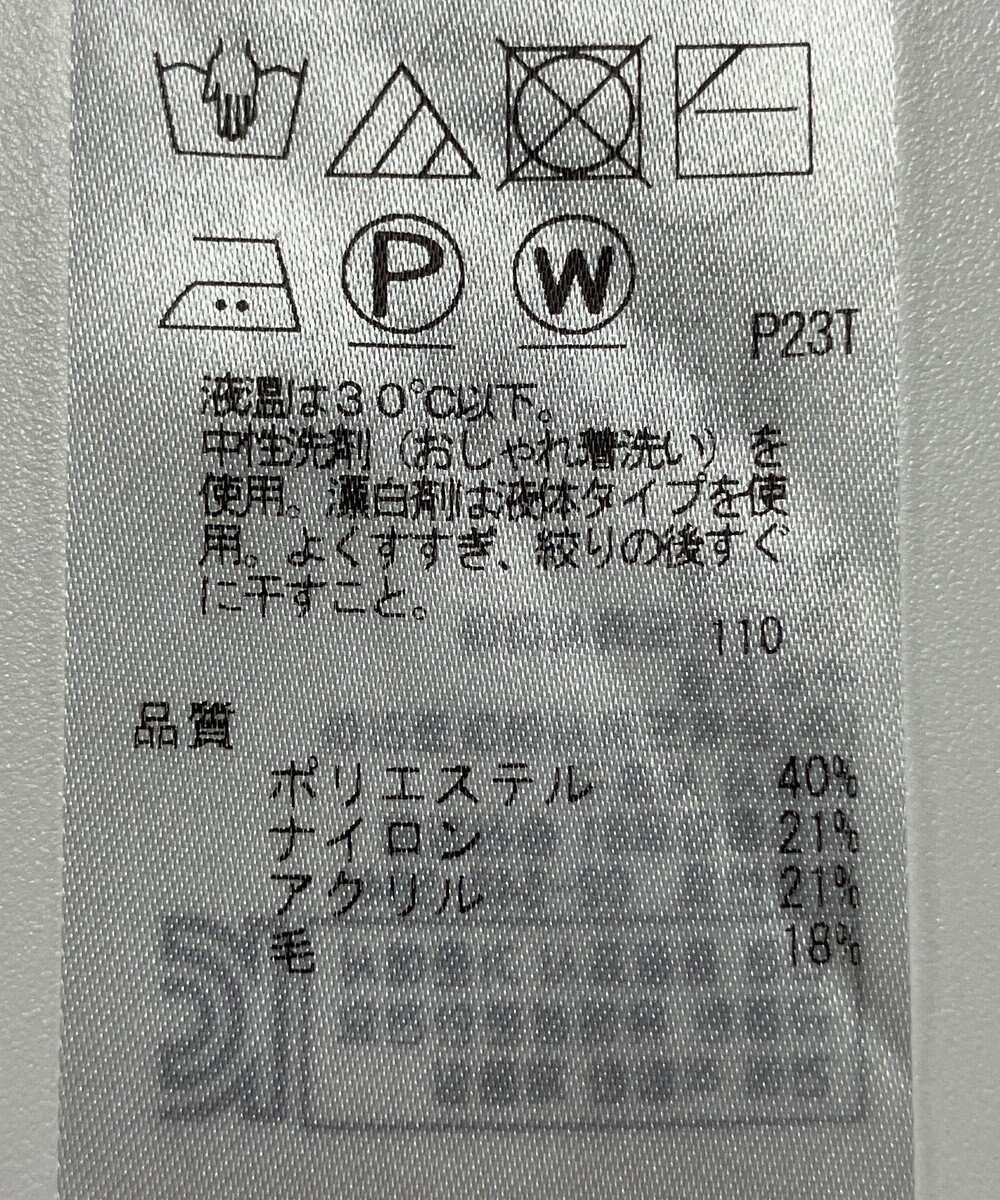 P
W
P23T
液温は30℃以下。
中性洗剤（おしゃれ着洗い）を
使用。漂白剤は液体タイプを使
用。よくすすぎ、絞りの後すぐ
に干すこと。
110
品質
ポリエステル 40%
ナイロン 21%
アクリル 21%
毛 18%